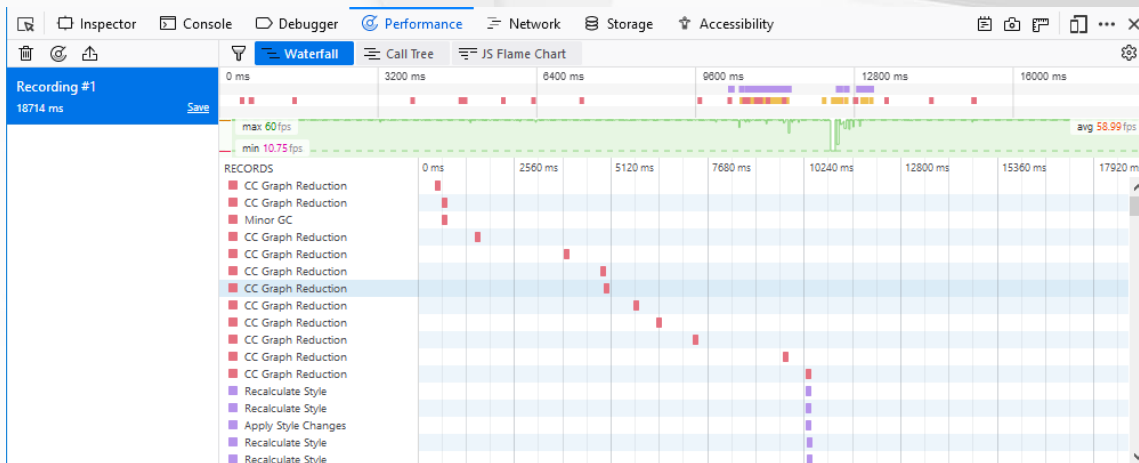 Inspector Console Debugger Performance Network Storage Accessibility
Waterfall Call Tree JS Flame Chart
Recording #1
18714 ms Save
0 ms 3200 ms 6400 ms 9600 ms 12800 ms 16000 ms
max 60 fps avg 58.99 fps
min 10.75 fps
RECORDS 0 ms 2560 ms 5120 ms 7680 ms 10240 ms 12800 ms 15360 ms 17920 m
CC Graph Reduction
CC Graph Reduction
Minor GC
CC Graph Reduction
CC Graph Reduction
CC Graph Reduction
CC Graph Reduction
CC Graph Reduction
CC Graph Reduction
CC Graph Reduction
CC Graph Reduction
CC Graph Reduction
Recalculate Style
Recalculate Style
Apply Style Changes
Recalculate Style
Recalculate Style